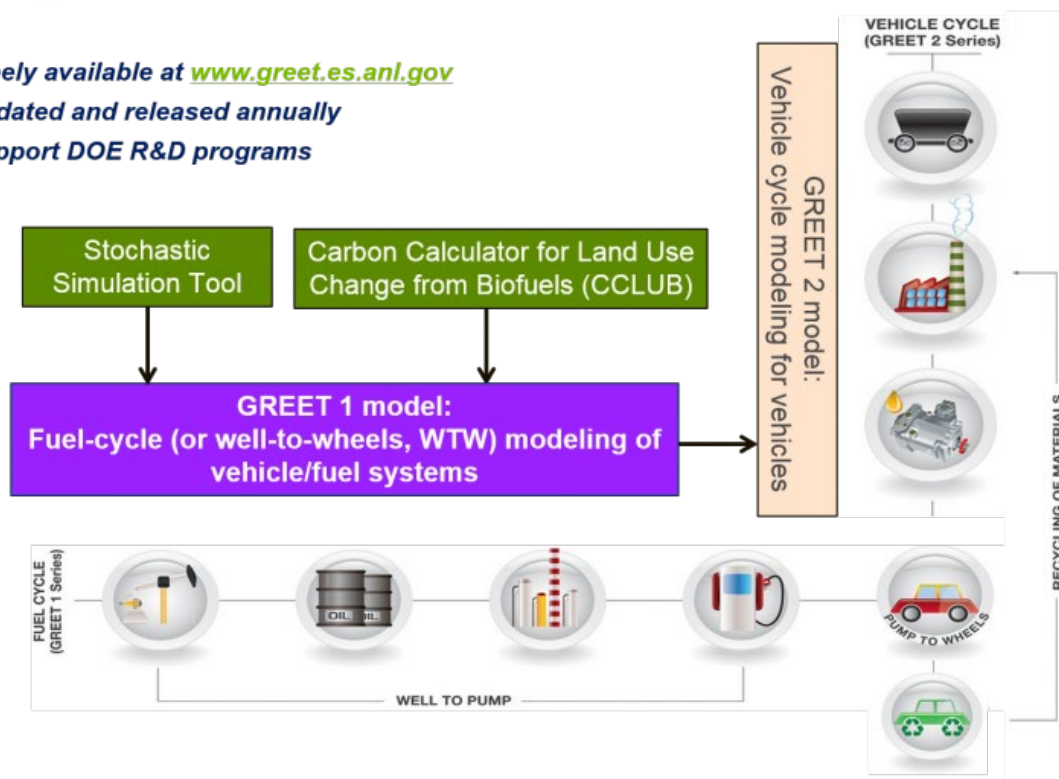 VEHICLE CYCLE
(GREET 2 Series)
ely available at www.greet.es.anl.gov
dated and released annually
pport DOE R&D programs
Stochastic
Simulation Tool
Carbon Calculator for Land Use
Change from Biofuels (CCLUB)
GREET 2 model:
Vehicle cycle modeling for vehicles
GREET 1 model:
Fuel-cycle (or well-to-wheels, WTW) modeling of
vehicle/fuel systems
RECYCLING OF MATERIALS
FUEL CYCLE
(GREET 1 Series)
OIL OIL
PUMP TO WHEELS
WELL TO PUMP